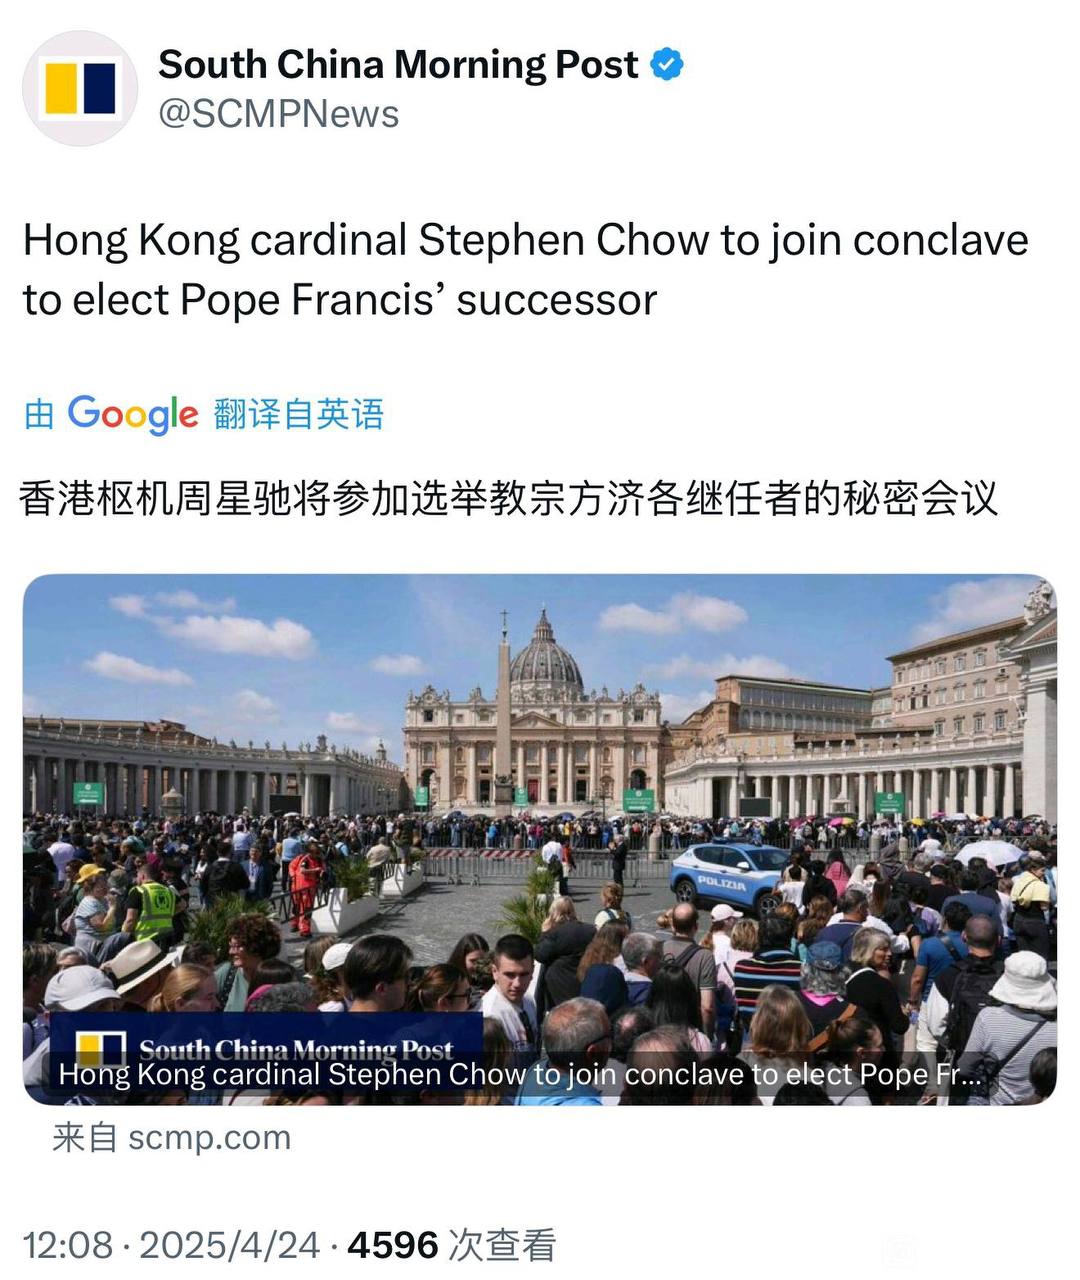 South China Morning Post
@SCMPNews
Hong Kong cardinal Stephen Chow to join conclave
to elect Pope Francis’ successor
由 Google 翻译自英语
香港枢机周星驰将参加选举教宗方济各继任者的秘密会议
POLIZIA
South China Morning Post
Hong Kong cardinal Stephen Chow to join conclave to elect Pope Fr...
来自 scmp.com
12:08 · 2025/4/24 · 4596 次查看